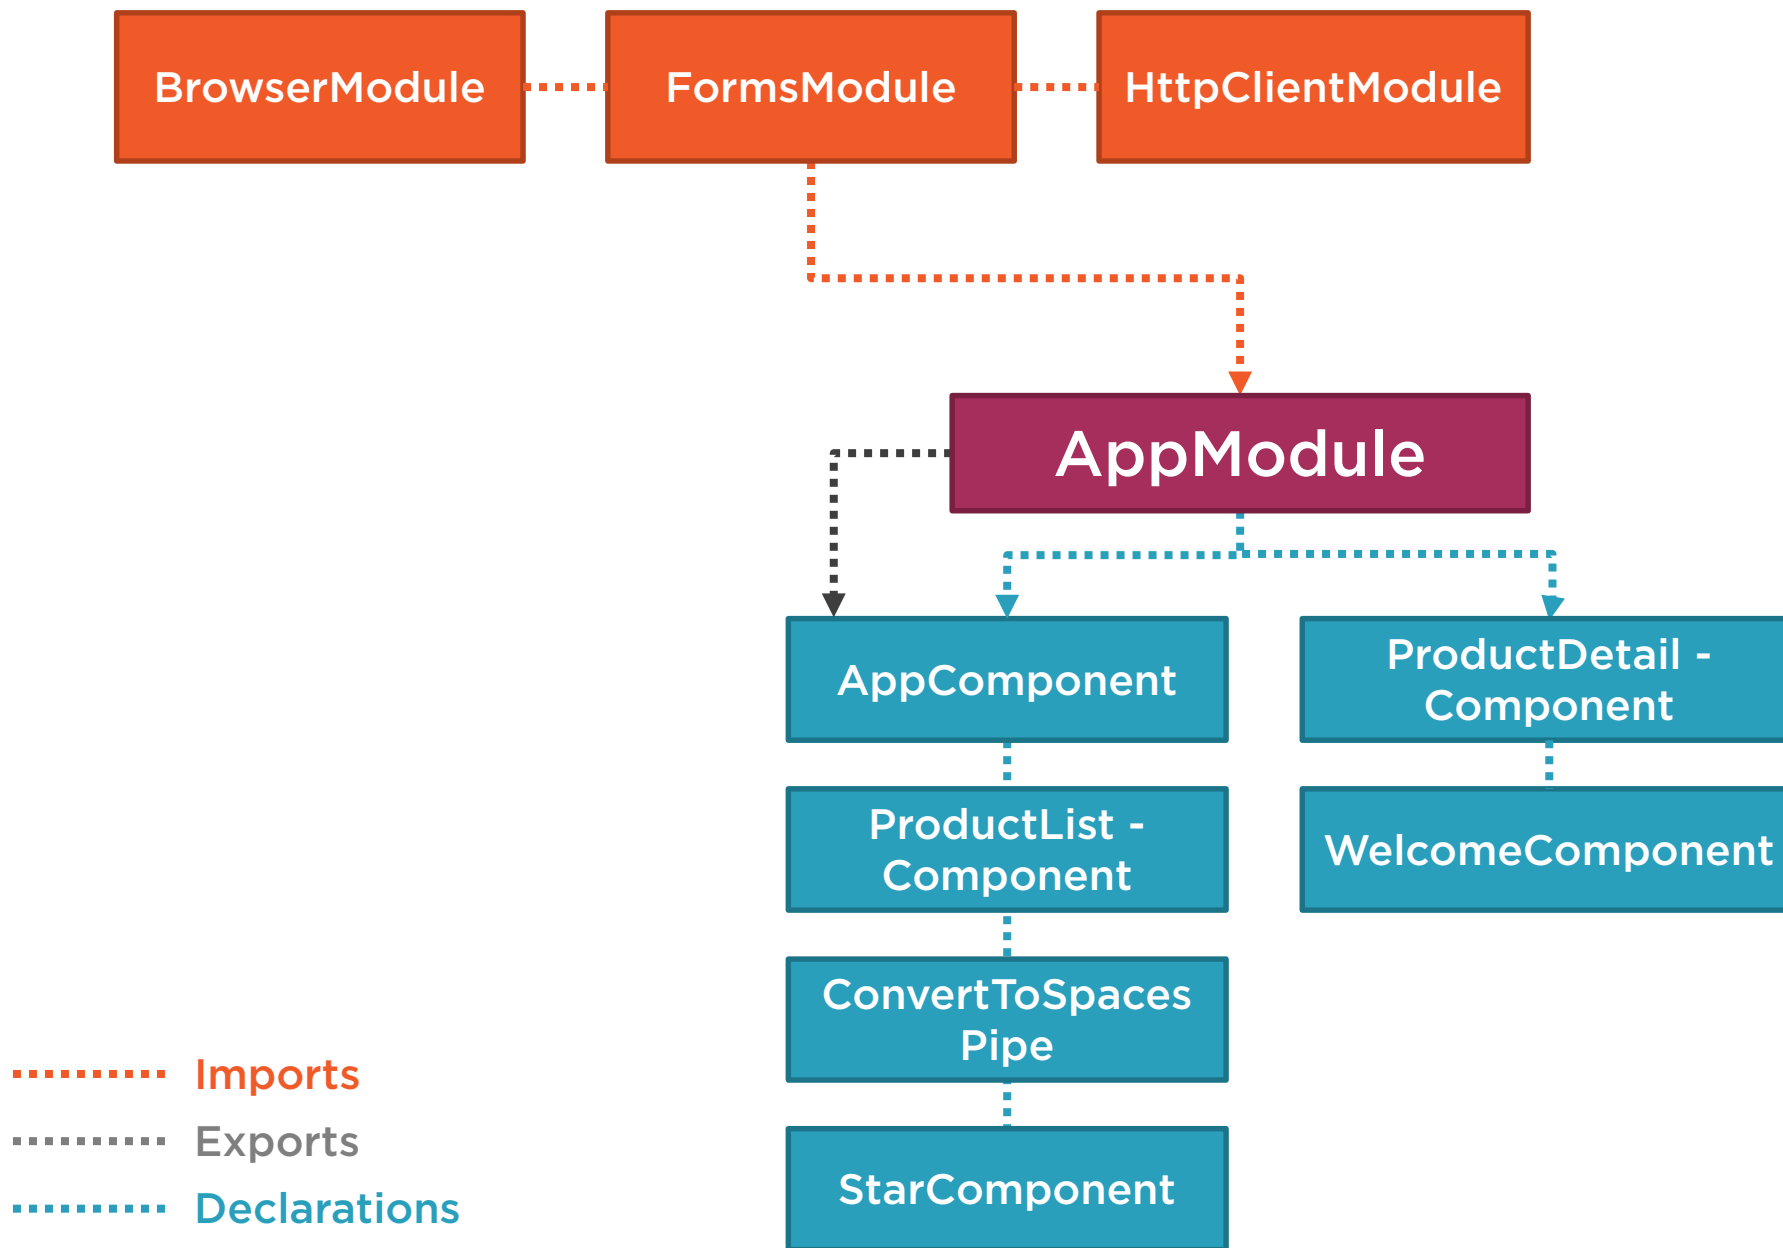 BrowserModule
FormsModule
HttpClientModule
AppModule
AppComponent
ProductDetail -
Component
ProductList -
Component
WelcomeComponent
ConvertToSpaces
Pipe
StarComponent
Imports
Exports
Declarations